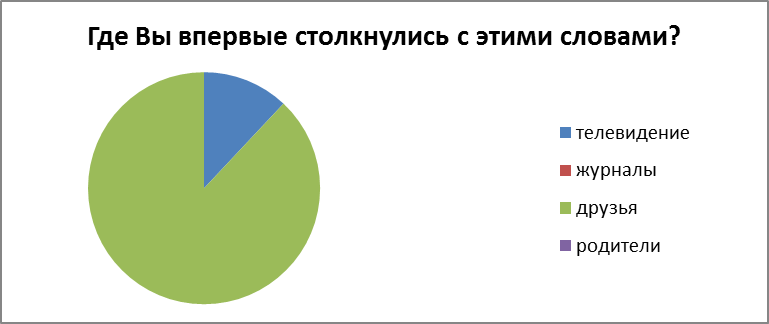 Где Вы впервые столкнулись с этими словами?
телевидение
журналы
друзья
родители